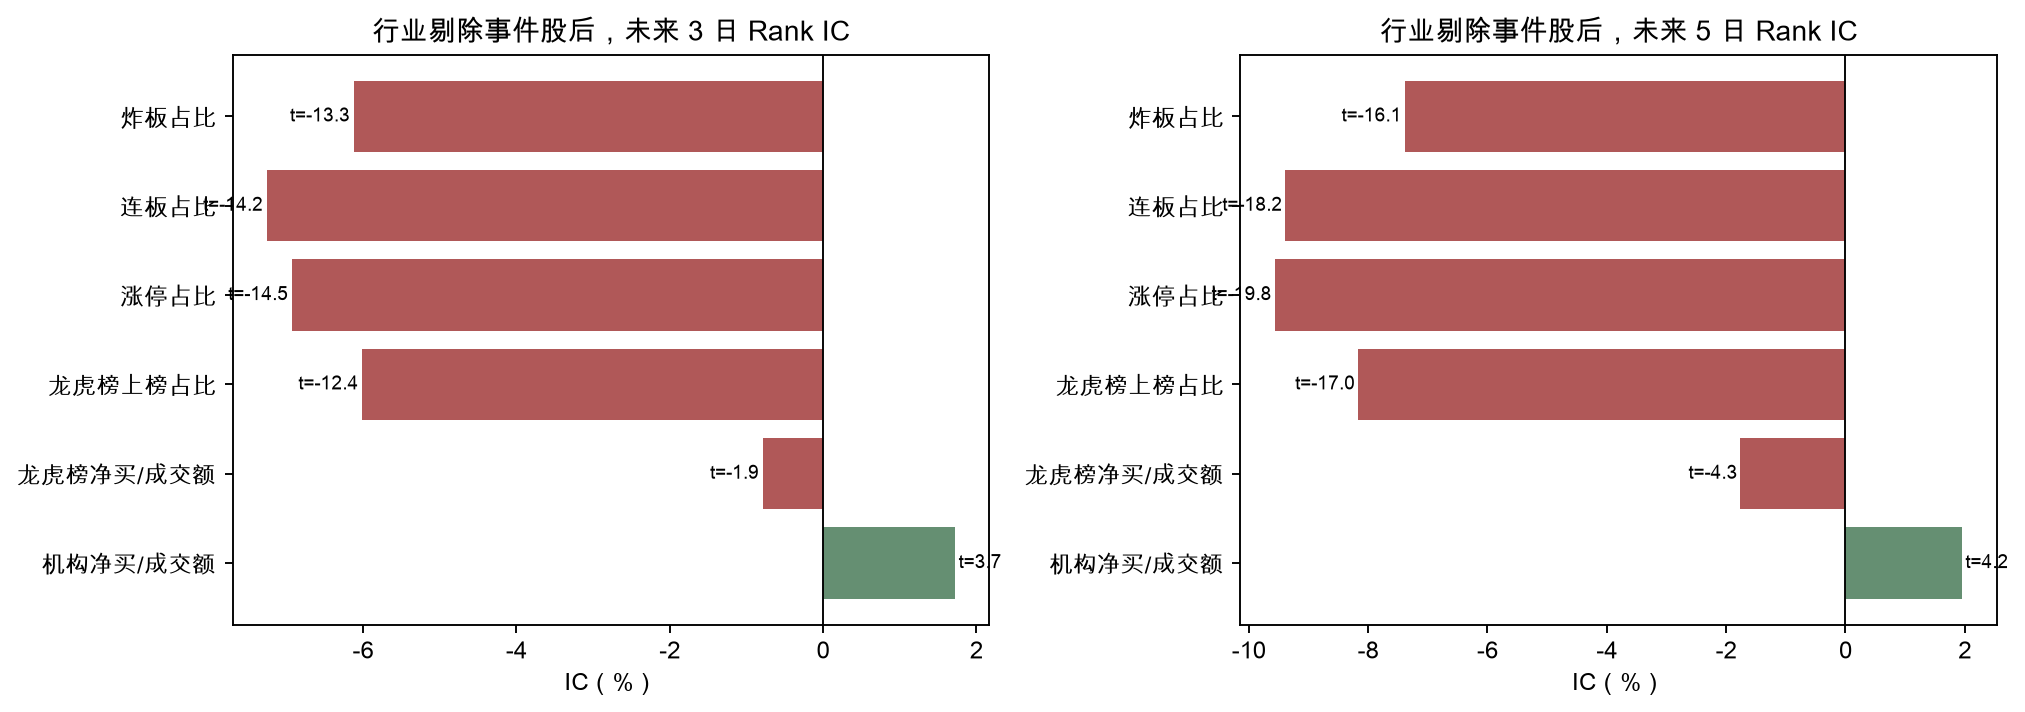 行业剔除事件股后，未来 3 日 Rank IC
炸板占比
t=-13.3
连板占比
t=-14.2
涨停占比
t=-14.5
龙虎榜上榜占比
t=-12.4
龙虎榜净买/成交额
t=-1.9
机构净买/成交额
t=3.7
-6
-4
-2
0
2
IC（%）
行业剔除事件股后，未来 5 日 Rank IC
炸板占比
t=-16.1
连板占比
t=-18.2
涨停占比
t=-19.8
龙虎榜上榜占比
t=-17.0
龙虎榜净买/成交额
t=-4.3
机构净买/成交额
t=4.2
-10
-8
-6
-4
-2
0
2
IC（%）